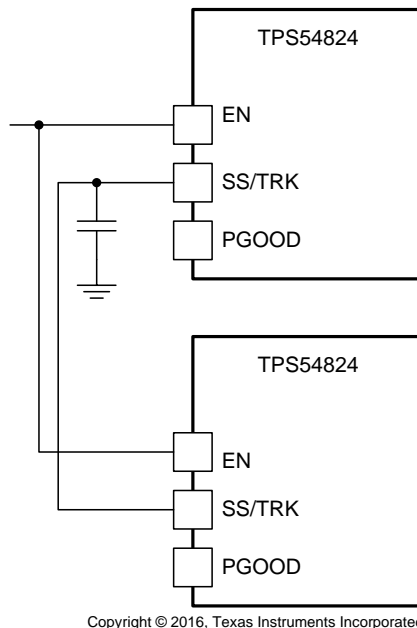 TPS54824
EN
SS/TRK
PGOOD
TPS54824
EN
SS/TRK
PGOOD
Copyright © 2016, Texas Instruments Incorporated